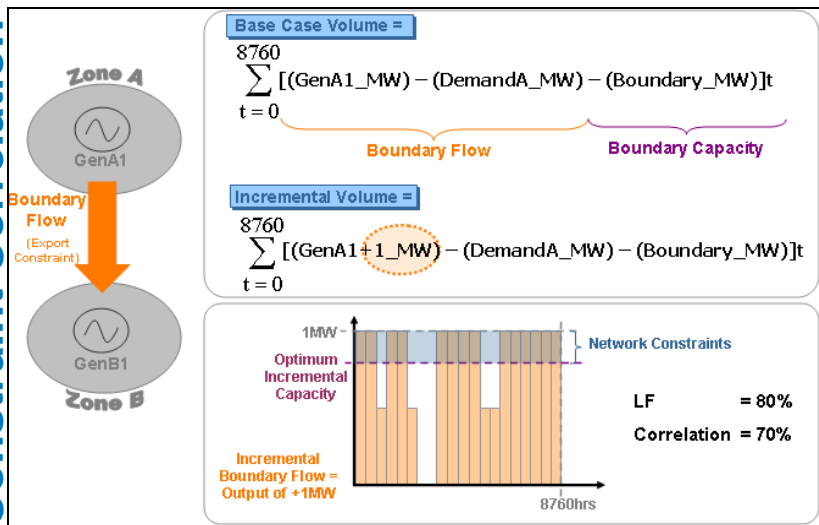 Zone A
GenA1
Boundary
Flow
(Export
Constraint)
GenB1
Zone B
Base Case Volume =
8760
∑ [(GenA1_MW) − (DemandA_MW) − (Boundary_MW)]t
t = 0
Boundary Flow
Boundary Capacity
Incremental Volume =
8760
∑ [(GenA1+1_MW) − (DemandA_MW) − (Boundary_MW)]t
t = 0
1MW
Optimum
Incremental
Capacity
Incremental
Boundary Flow =
Output of +1MW
Network Constraints
8760hrs
LF = 80%
Correlation = 70%